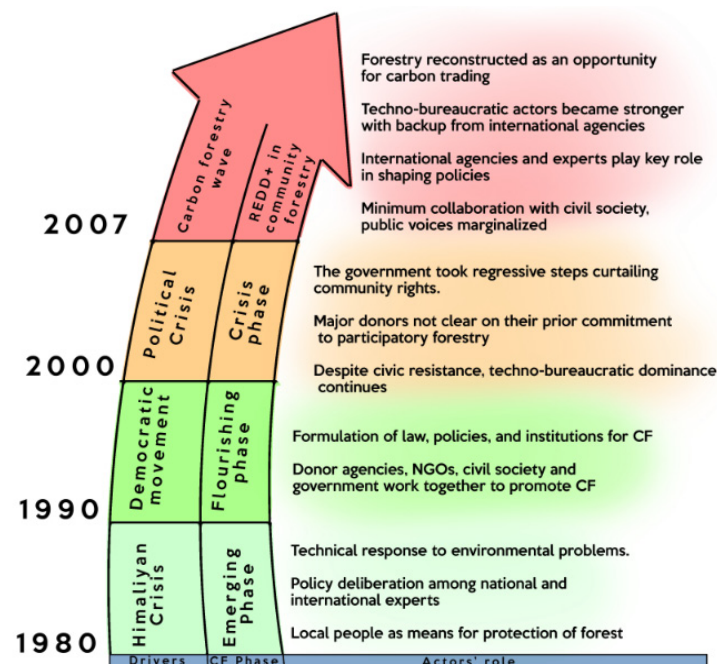 Forestry reconstructed as an opportunity
for carbon trading
Techno-bureaucratic actors became stronger
with backup from international agencies
International agencies and experts play key role
in shaping policies
Minimum collaboration with civil society,
public voices marginalized
Carbon forestry
wave
REDD+ in
community
forestry
2007
The government took regressive steps curtailing
community rights.
Major donors not clear on their prior commitment
to participatory forestry
Despite civic resistance, techno-bureaucratic dominance
continues
Political
Crisis
Crisis
phase
2000
Formulation of law, policies, and institutions for CF
Donor agencies, NGOs, civil society and
government work together to promote CF
Democratic
movement
Flourishing
phase
1990
Technical response to environmental problems.
Policy deliberation among national and
international experts
Local people as means for protection of forest
Himaliyan
Crisis
Emerging
Phase
1980
Drivers
CF Phase
Actors' role